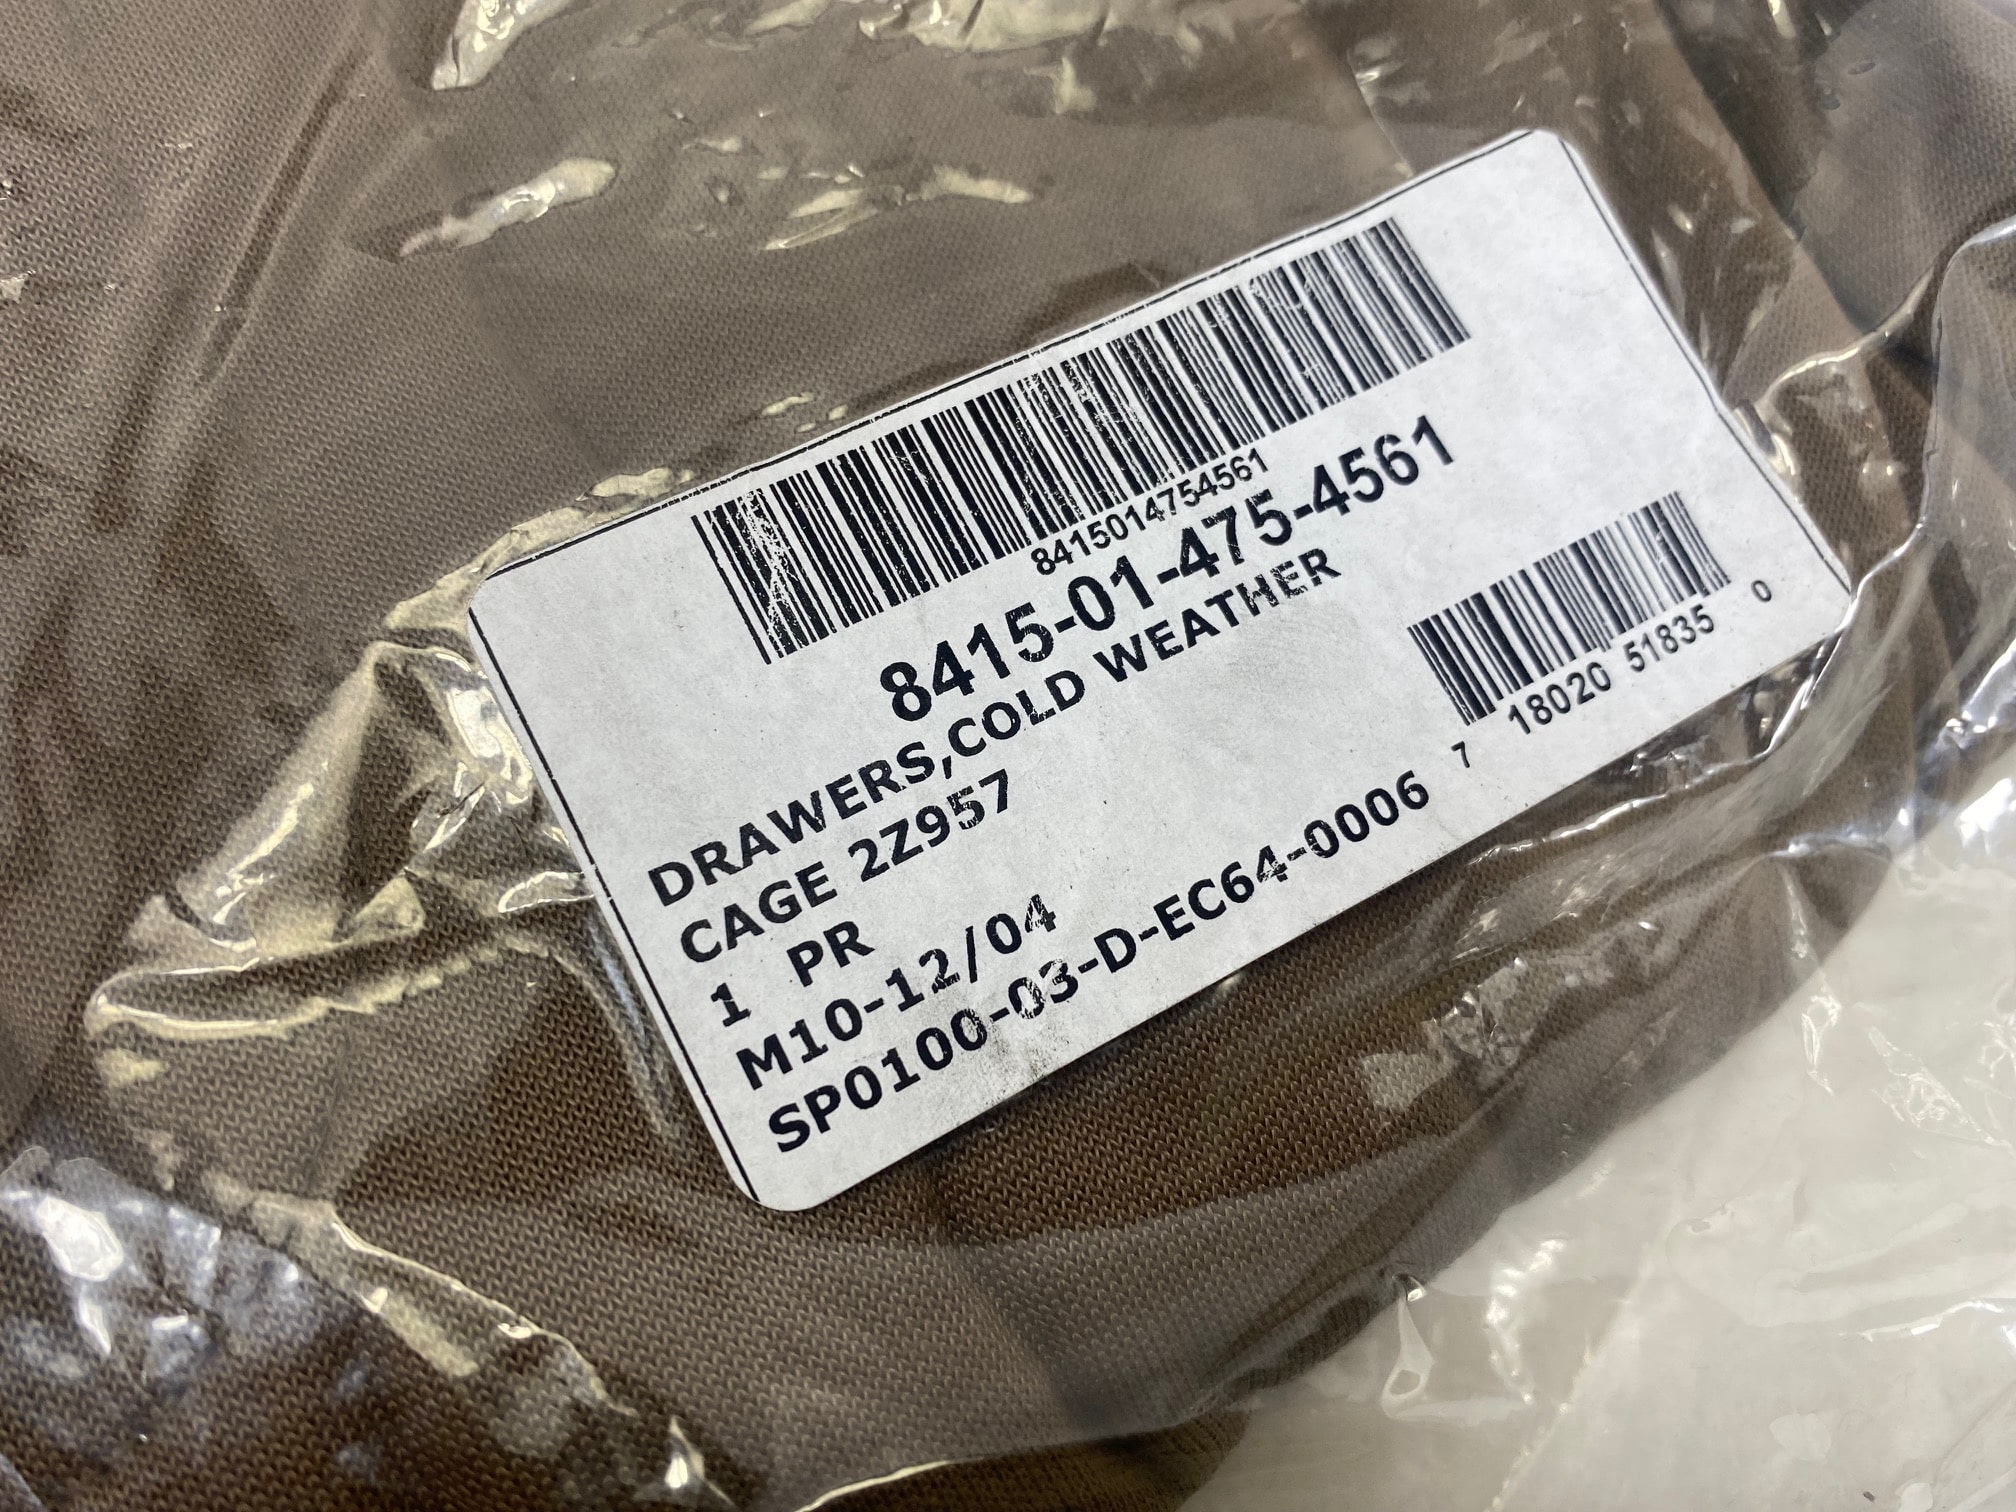 8415014754561
8415-01-475-4561
DRAWERS,COLD WEATHER
CAGE 2Z957
1 PR
M10-12/04
SP0100-03-D-EC64-0006
7 18020 51835 0